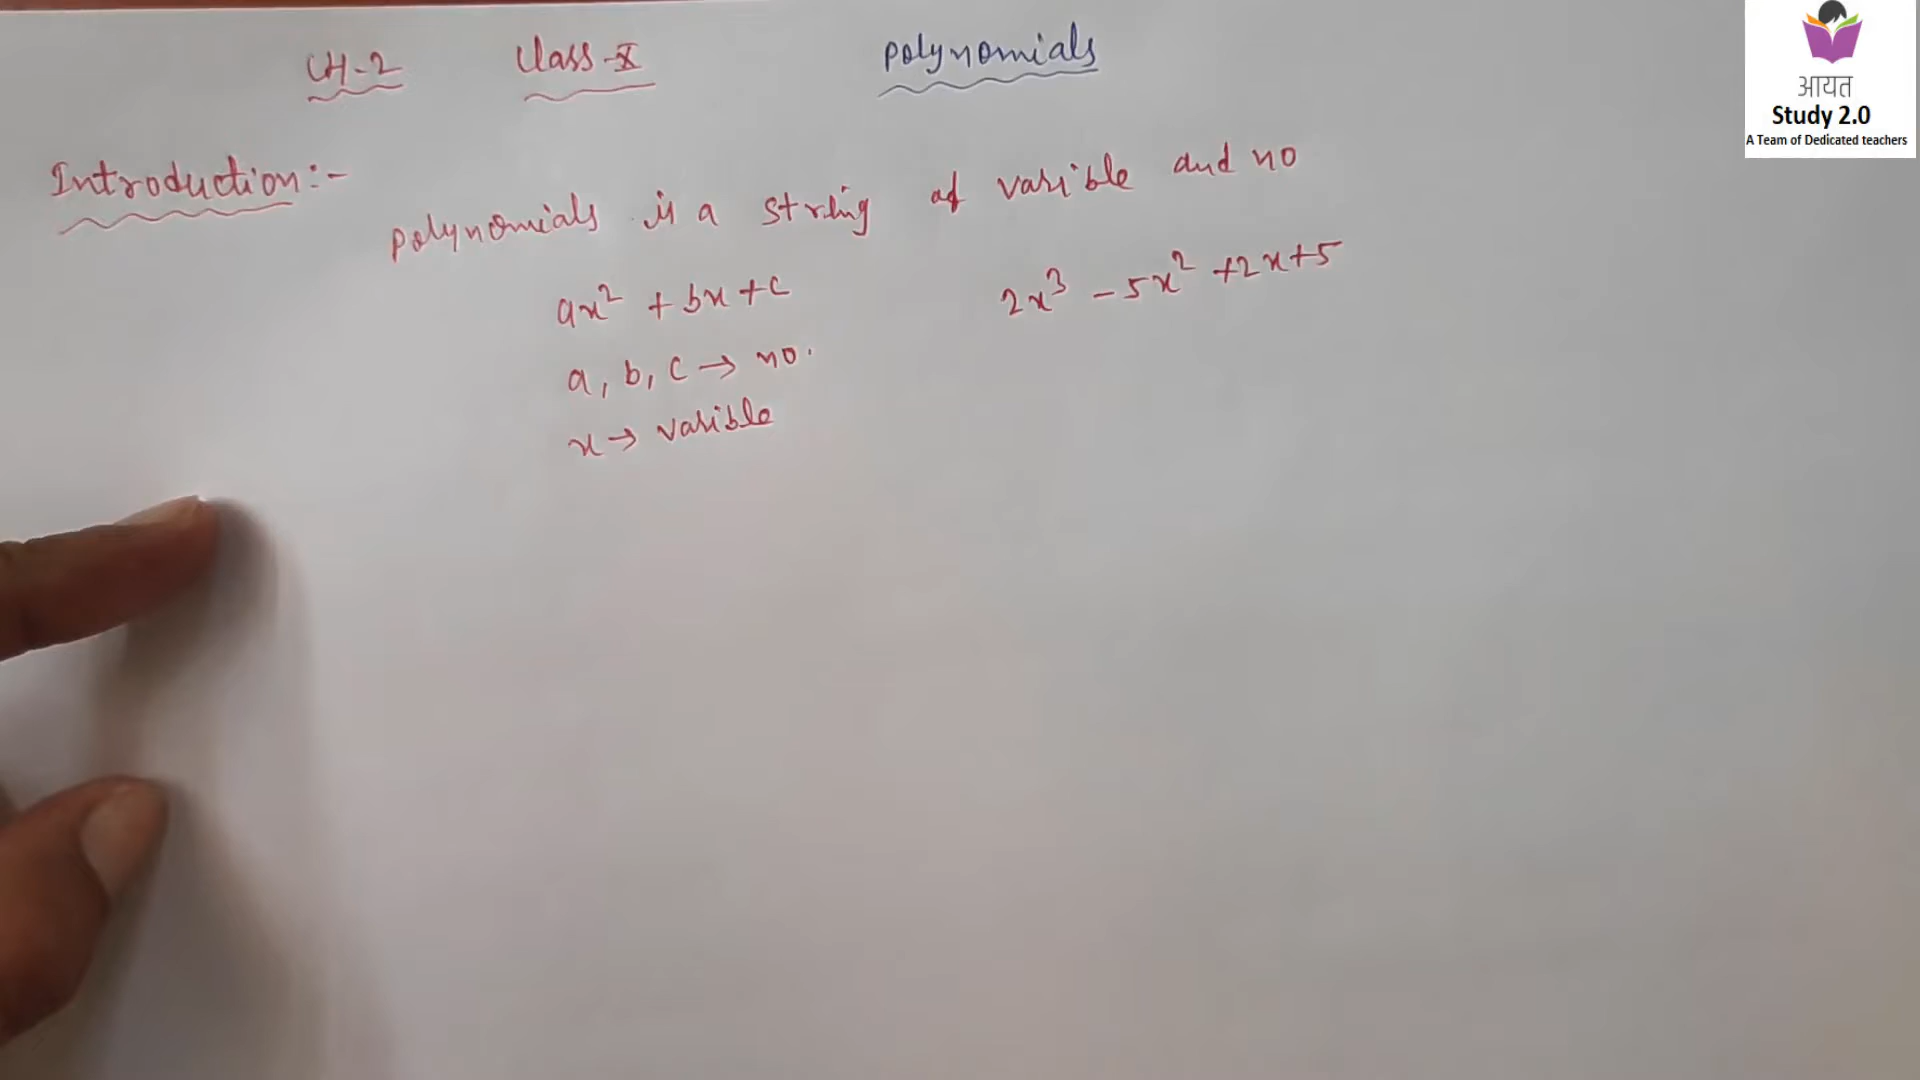 CH-2 Class-X Polynomials
Introduction:-
polynomials is a string of varible and no
ax² + bx + c 2x³ - 5x² + 2x + 5
a, b, c → no.
x → varible
आयत
Study 2.0
A Team of Dedicated teachers